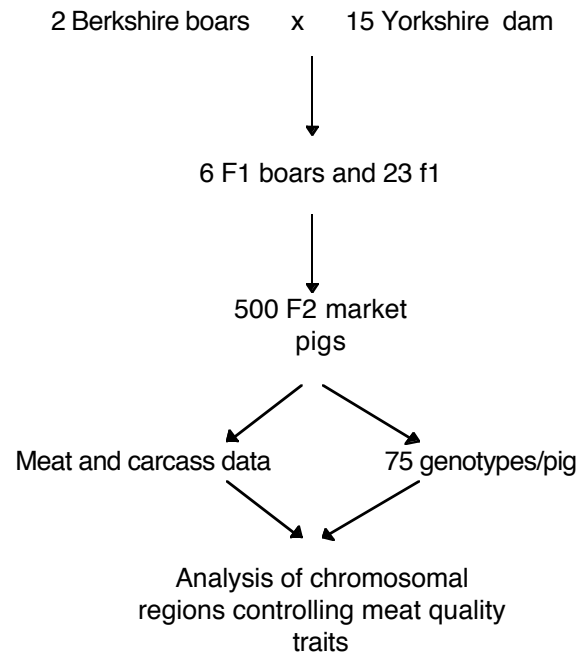 2 Berkshire boars x 15 Yorkshire dam
6 F1 boars and 23 f1
500 F2 market
pigs
Meat and carcass data 75 genotypes/pig
Analysis of chromosomal
regions controlling meat quality
traits